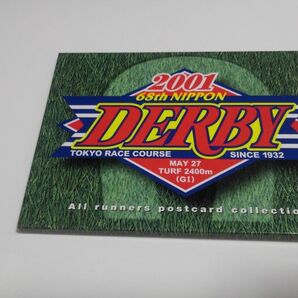 2001
68th NIPPON
DERBY
TOKYO RACE COURSE SINCE 1932
MAY 27
TURF 2400m
(GI)
All runners postcard collectio